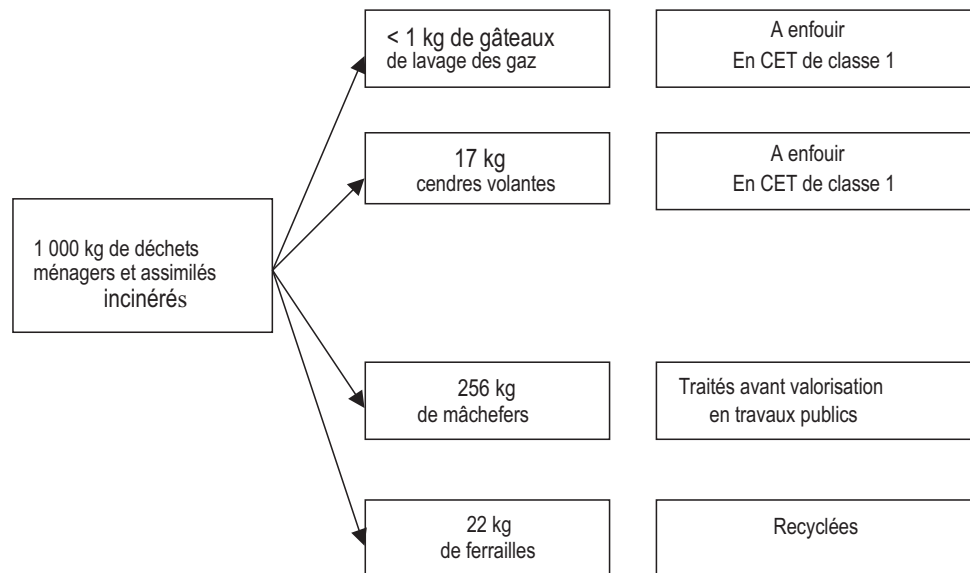 < 1 kg de gâteaux
de lavage des gaz
A enfouir
En CET de classe 1
17 kg
cendres volantes
A enfouir
En CET de classe 1
1 000 kg de déchets
ménagers et assimilés
incinérés
256 kg
de mâchefers
Traités avant valorisation
en travaux publics
22 kg
de ferrailles
Recyclées